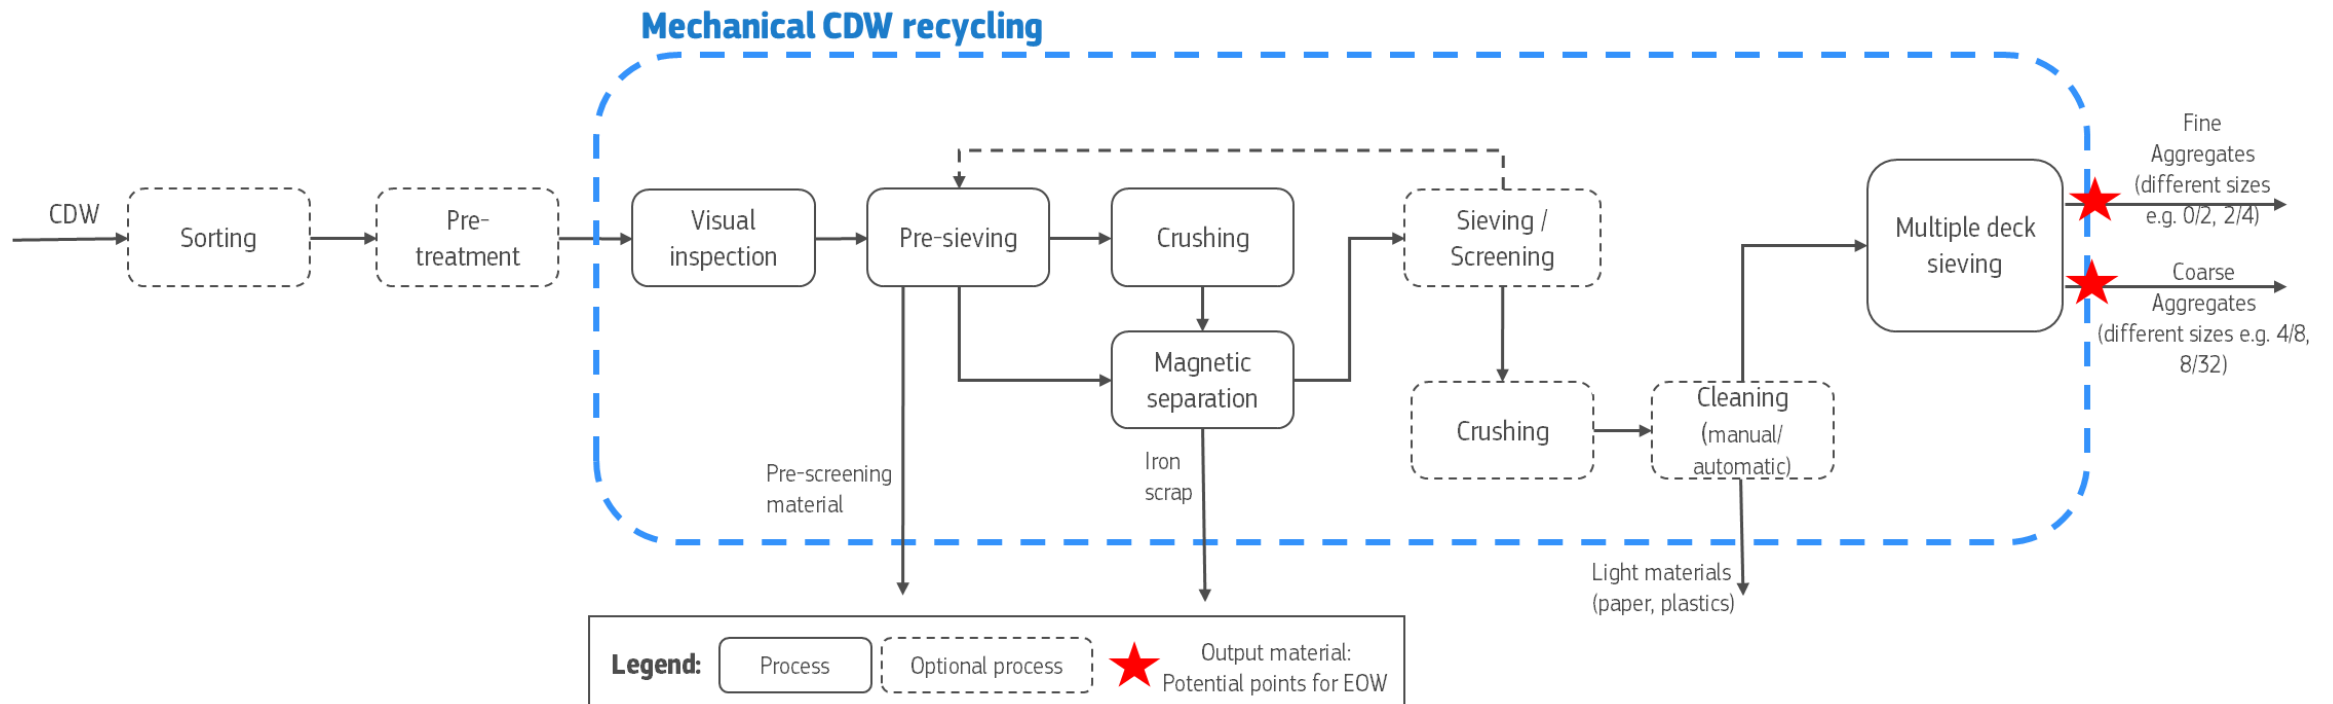 Mechanical CDW recycling
CDW
Sorting
Pre-
treatment
Visual
inspection
Pre-sieving
Crushing
Magnetic
separation
Sieving /
Screening
Crushing
Cleaning
(manual/
automatic)
Multiple deck
sieving
Fine
Aggregates
(different sizes
e.g. 0/2, 2/4)
Coarse
Aggregates
(different sizes e.g. 4/8,
8/32)
Pre-screening
material
Iron
scrap
Light materials
(paper, plastics)
Legend:
Process
Optional process
Output material:
Potential points for EOW